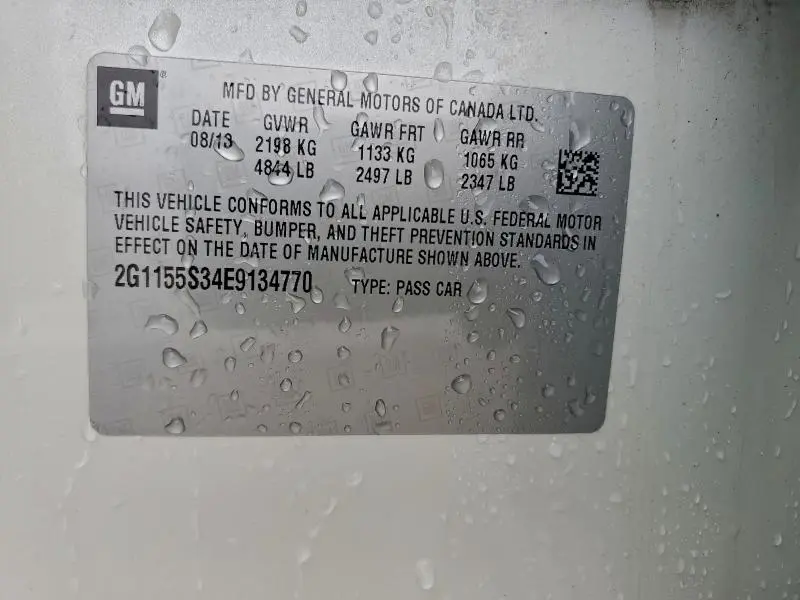 GM
MFD BY GENERAL MOTORS OF CANADA LTD.
DATE GVWR GAWR FRT GAWR RR
08/13 2198 KG 1133 KG 1065 KG
4844 LB 2497 LB 2347 LB
THIS VEHICLE CONFORMS TO ALL APPLICABLE U.S. FEDERAL MOTOR
VEHICLE SAFETY, BUMPER, AND THEFT PREVENTION STANDARDS IN
EFFECT ON THE DATE OF MANUFACTURE SHOWN ABOVE.
2G1155S34E9134770 TYPE: PASS CAR